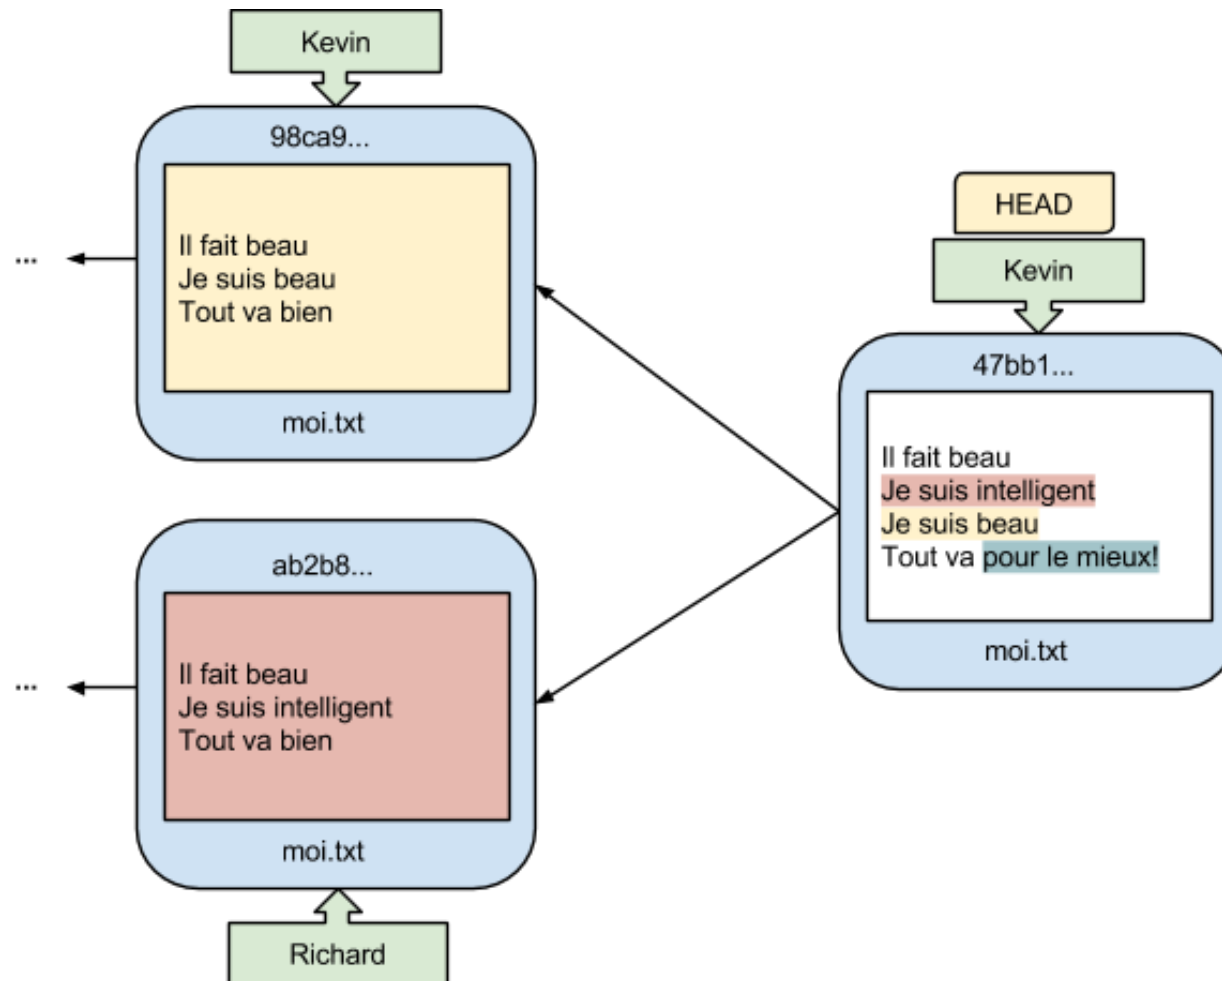 Kevin
98ca9...
Il fait beau
Je suis beau
Tout va bien
moi.txt
...
ab2b8...
Il fait beau
Je suis intelligent
Tout va bien
moi.txt
...
Richard
HEAD
Kevin
47bb1...
Il fait beau
Je suis intelligent
Je suis beau
Tout va pour le mieux!
moi.txt